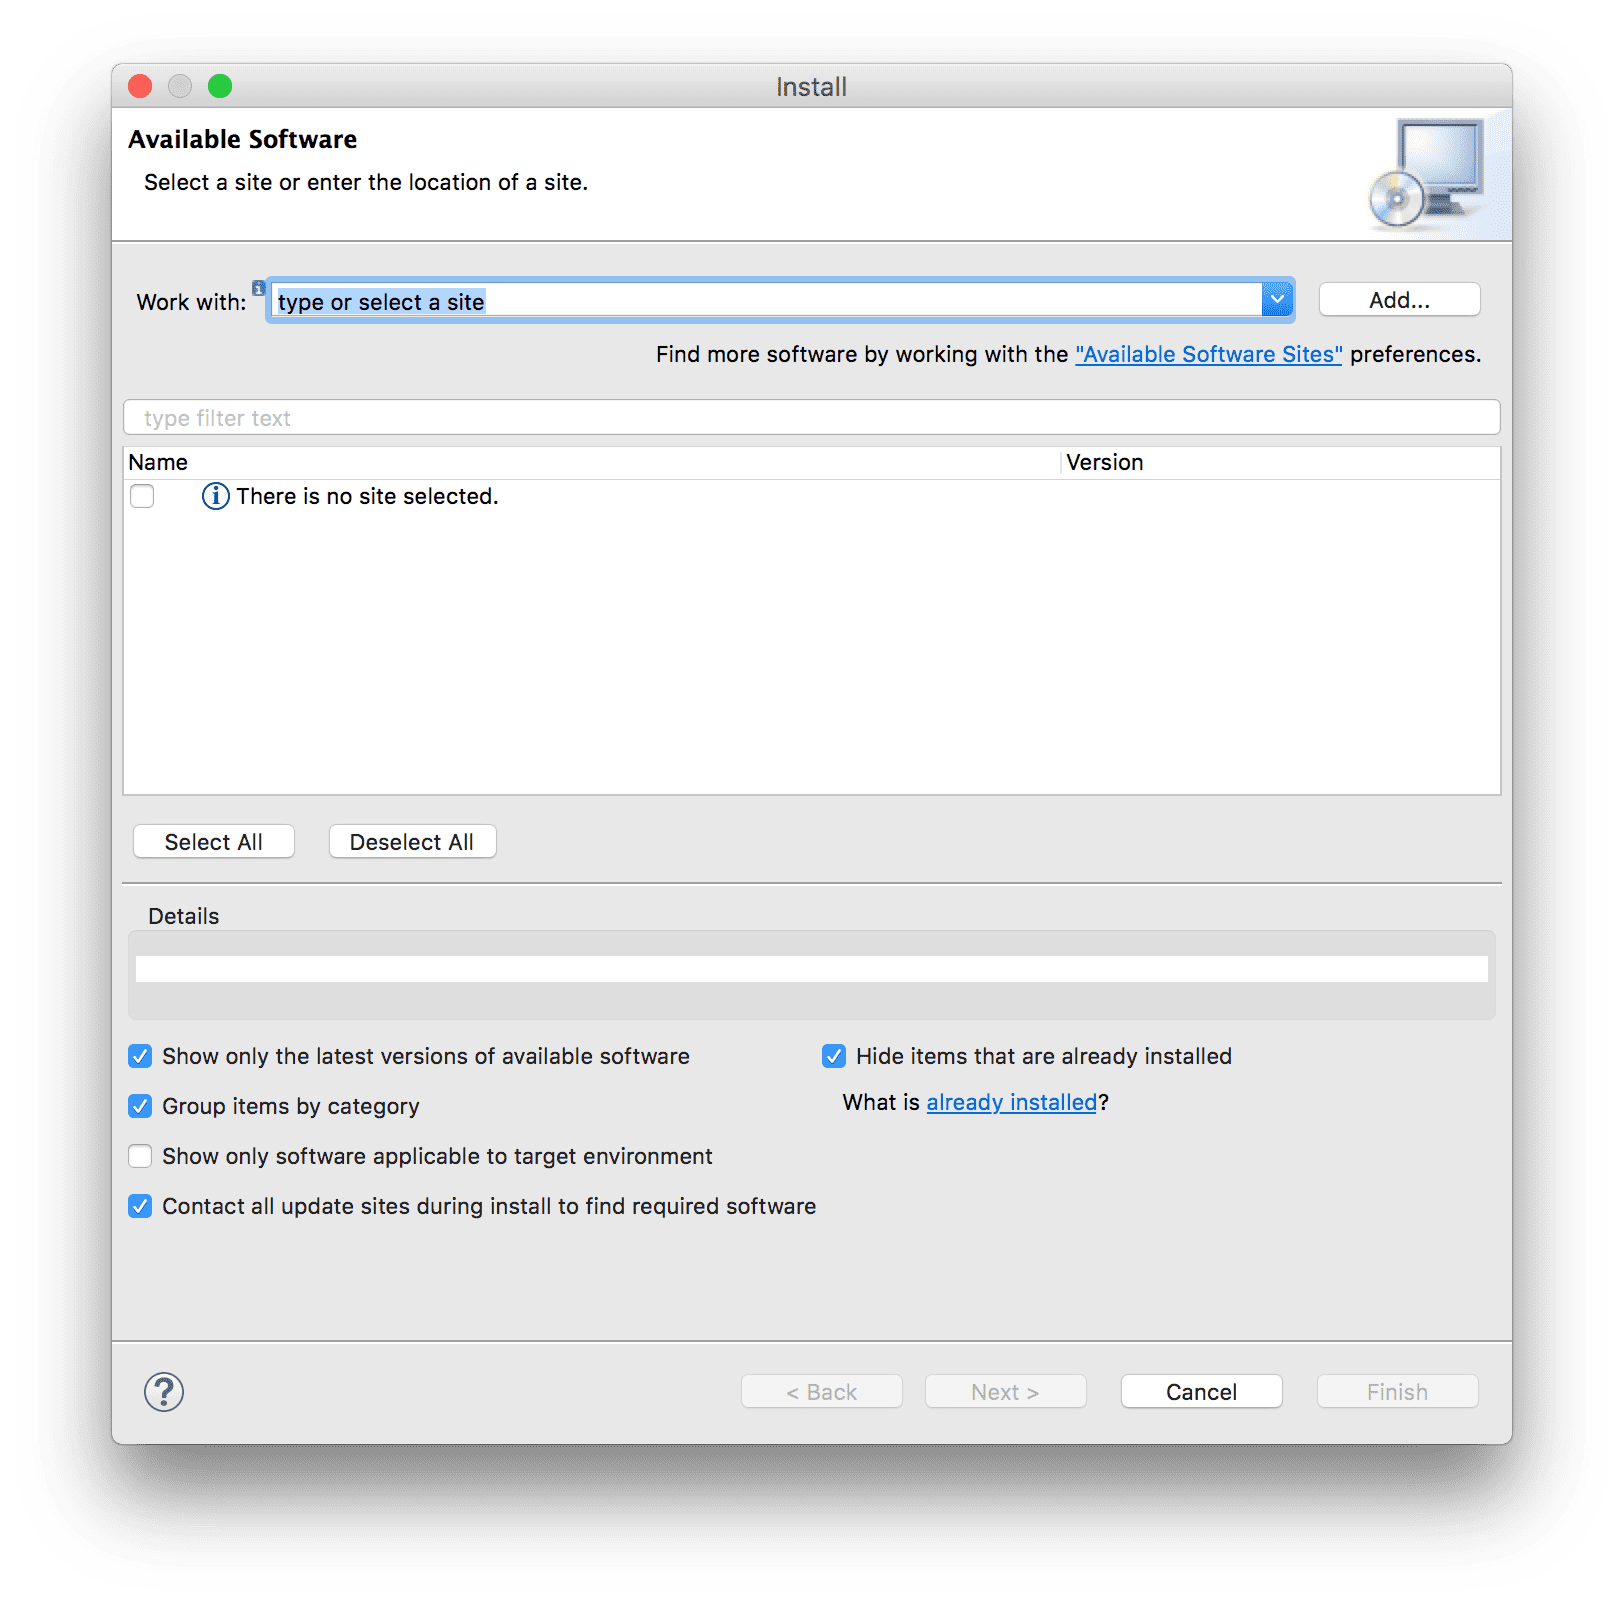 Install
Available Software
Select a site or enter the location of a site.
Work with: type or select a site Add...
Find more software by working with the "Available Software Sites" preferences.
type filter text
Name Version
There is no site selected.
Select All Deselect All
Details
Show only the latest versions of available software Hide items that are already installed
Group items by category What is already installed?
Show only software applicable to target environment
Contact all update sites during install to find required software
? < Back Next > Cancel Finish